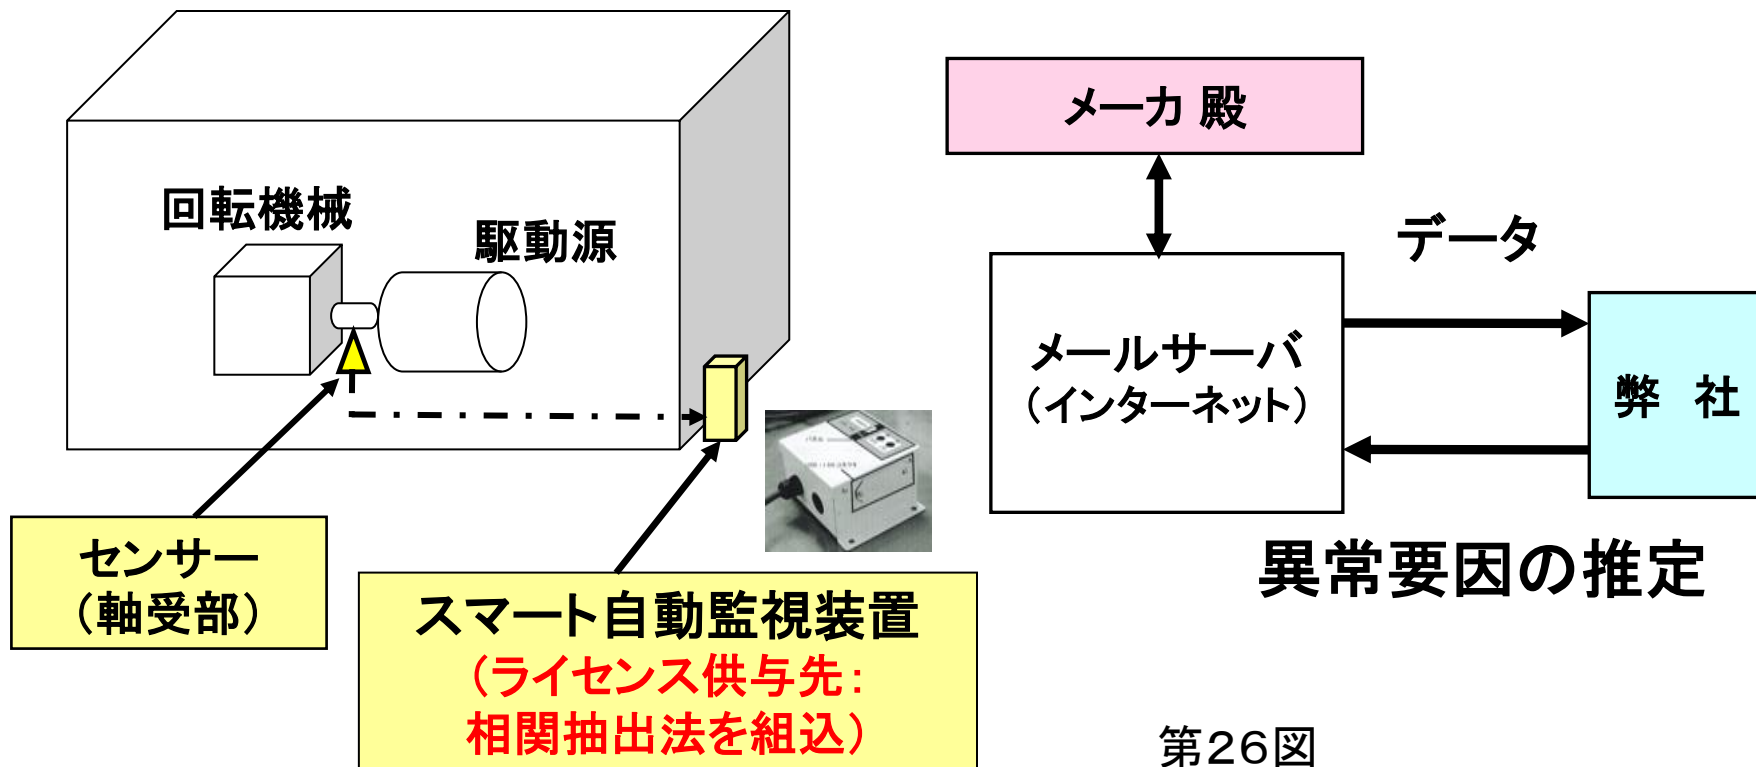 回転機械
駆動源
センサー
（軸受部）
スマート自動監視装置
（ライセンス供与先：
相関抽出法を組込）
メーカ 殿
データ
メールサーバ
（インターネット）
弊 社
異常要因の推定
第26図